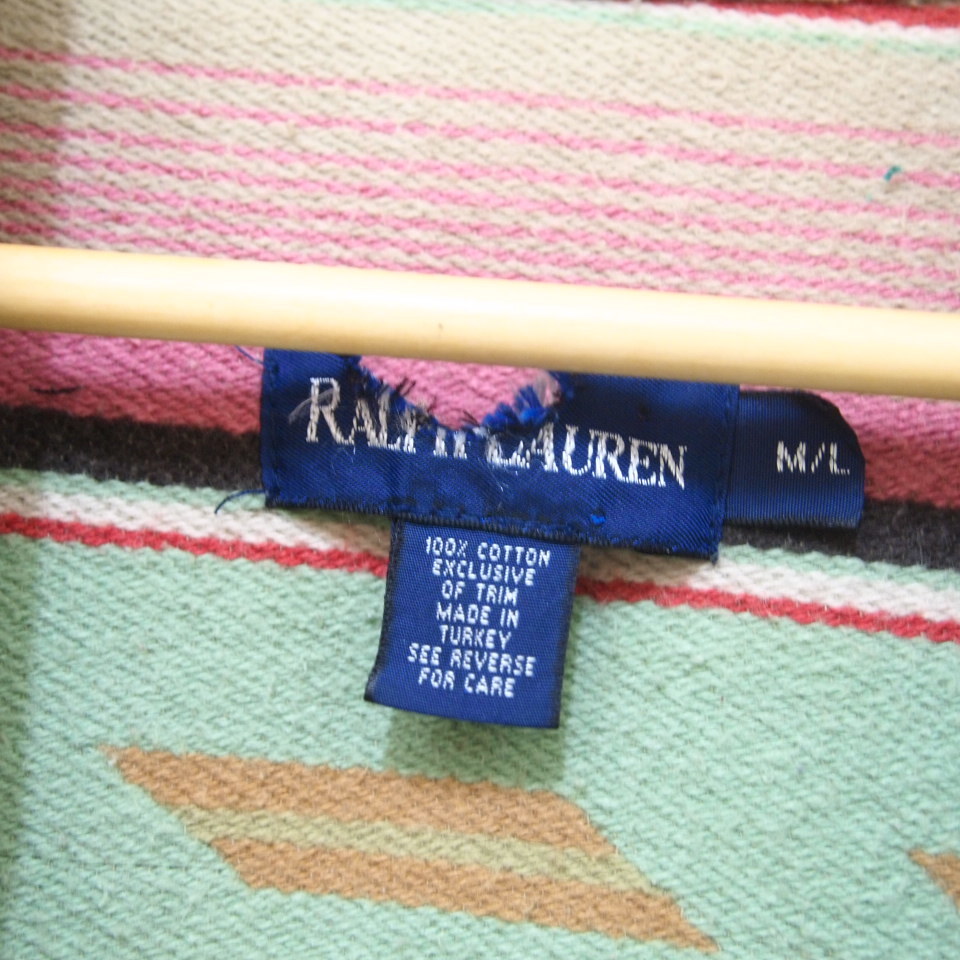 RALPH LAUREN
M/L
100% COTTON
EXCLUSIVE
OF TRIM
MADE IN
TURKEY
SEE REVERSE
FOR CARE